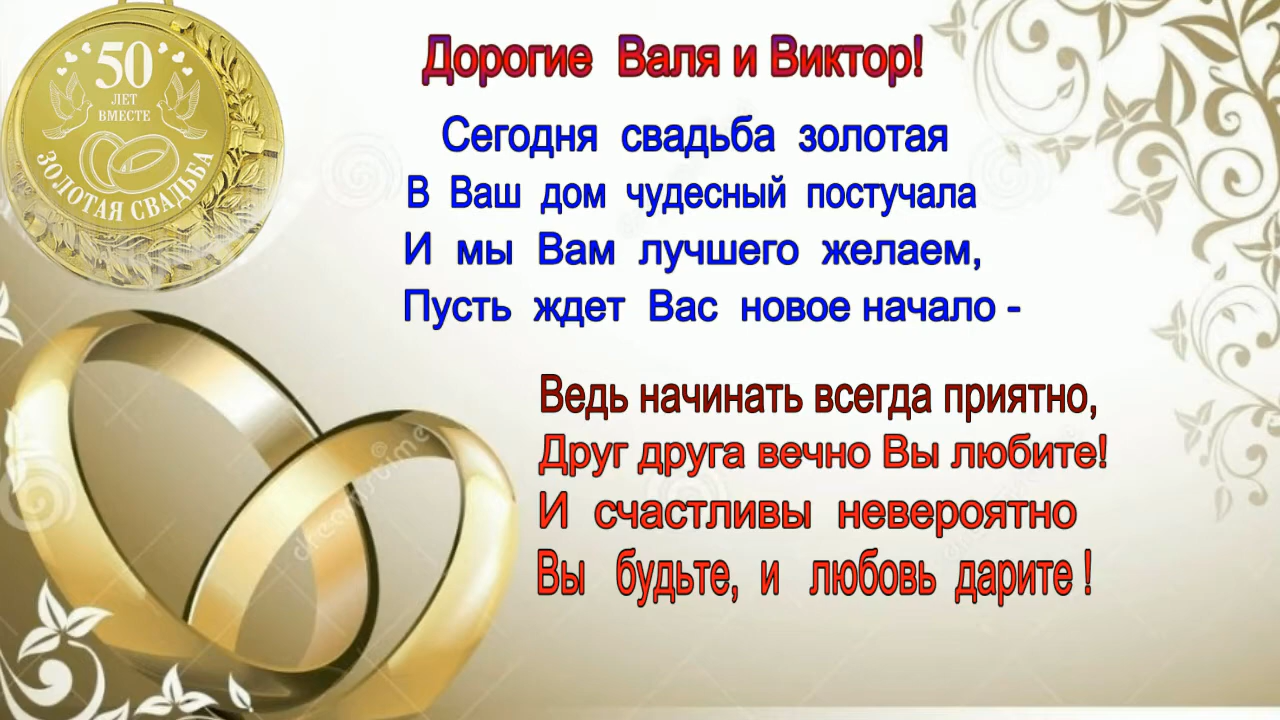 50
ЛЕТ
ВМЕСТЕ
ЗОЛОТАЯ СВАДЬБА
Дорогие Валя и Виктор!
Сегодня свадьба золотая
В Ваш дом чудесный постучала
И мы Вам лучшего желаем,
Пусть ждет Вас новое начало -
Ведь начинать всегда приятно,
Друг друга вечно Вы любите!
И счастливы невероятно
Вы будьте, и любовь дарите !
dreamstime